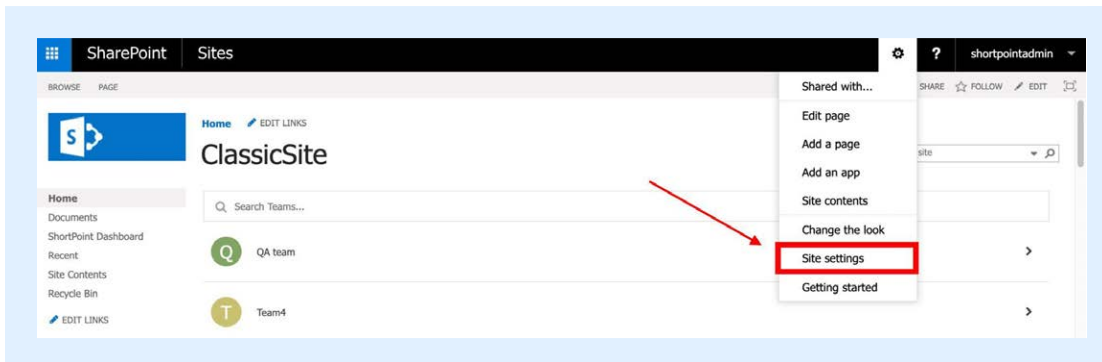 SharePoint Sites ? shortpointadmin
BROWSE PAGE SHARE FOLLOW EDIT
S
Home EDIT LINKS
ClassicSite
site
Home
Documents
ShortPoint Dashboard
Recent
Site Contents
Recycle Bin
EDIT LINKS
Search Teams...
Q QA team
T Team4
Shared with...
Edit page
Add a page
Add an app
Site contents
Change the look
Site settings
Getting started